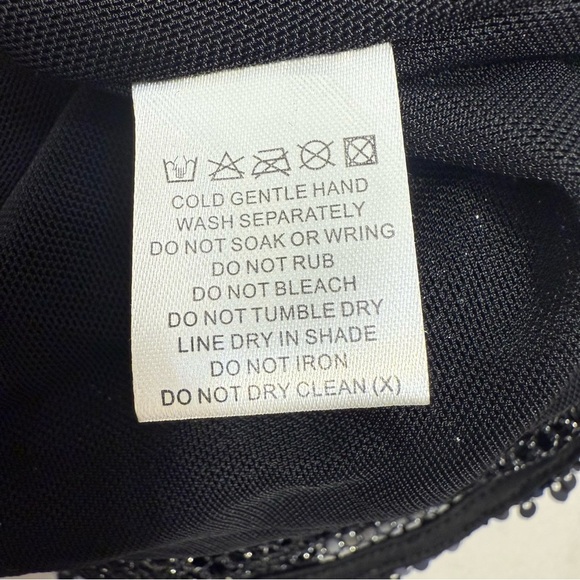 COLD GENTLE HAND
WASH SEPARATELY
DO NOT SOAK OR WRING
DO NOT RUB
DO NOT BLEACH
DO NOT TUMBLE DRY
LINE DRY IN SHADE
DO NOT IRON
DO NOT DRY CLEAN (X)